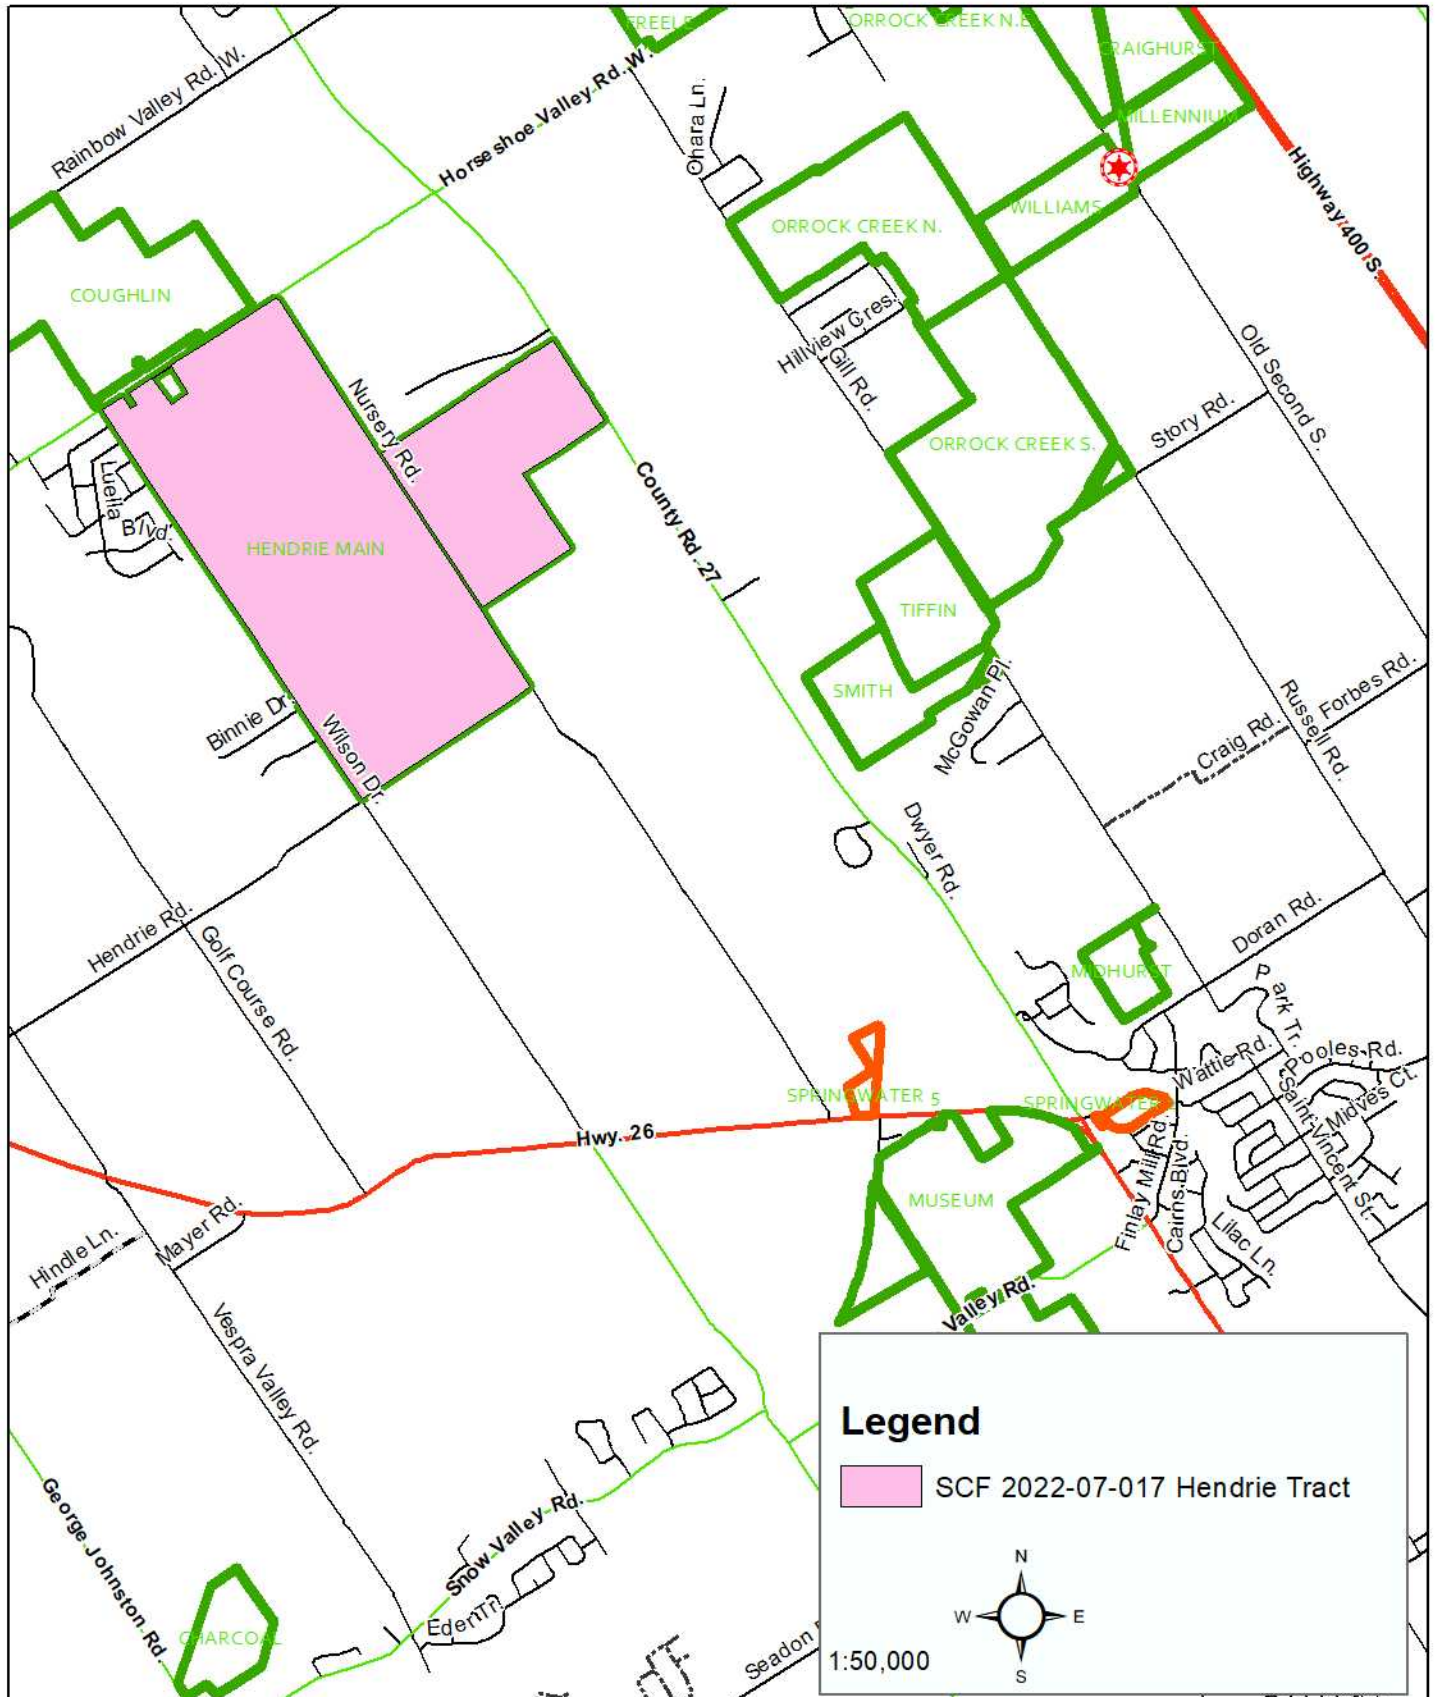 FREELE
ORROCK CREEK N.E
CRAIGHURST
Rainbow Valley Rd. W.
Horseshoe Valley Rd. W.
Ohara Ln.
MILLENNIUM
Highway 400 S.
WILLIAMS
ORROCK CREEK N.
COUGHLIN
Hillview Cres.
Gill Rd.
Old Second S.
Nursery Rd.
Story Rd.
ORROCK CREEK S.
County Rd. 27
Luella
Blvd.
HENDRIE MAIN
TIFFIN
SMITH
McGowan Pl.
Forbes Rd.
Russell Rd.
Craig Rd.
Binnie Dr.
Wilson Dr.
Dwyer Rd.
Hendrie Rd.
Golf Course Rd.
Doran Rd.
MIDHURST
Park Tr.
Wattie Rd.
Pooles Rd.
Midves Ct.
Saint Vincent St.
SPRINGWATER 5
SPRINGWATER
Hwy. 26
Finlay Mill Rd.
Cairns Blvd.
Lilac Ln.
MUSEUM
Mayer Rd.
Hindle Ln.
Valley Rd.
Vespra Valley Rd.
Legend
SCF 2022-07-017 Hendrie Tract
George Johnston Rd.
Snow Valley Rd.
Eder Tr.
CHARCOAL
Seadon
N
W
E
S
1:50,000